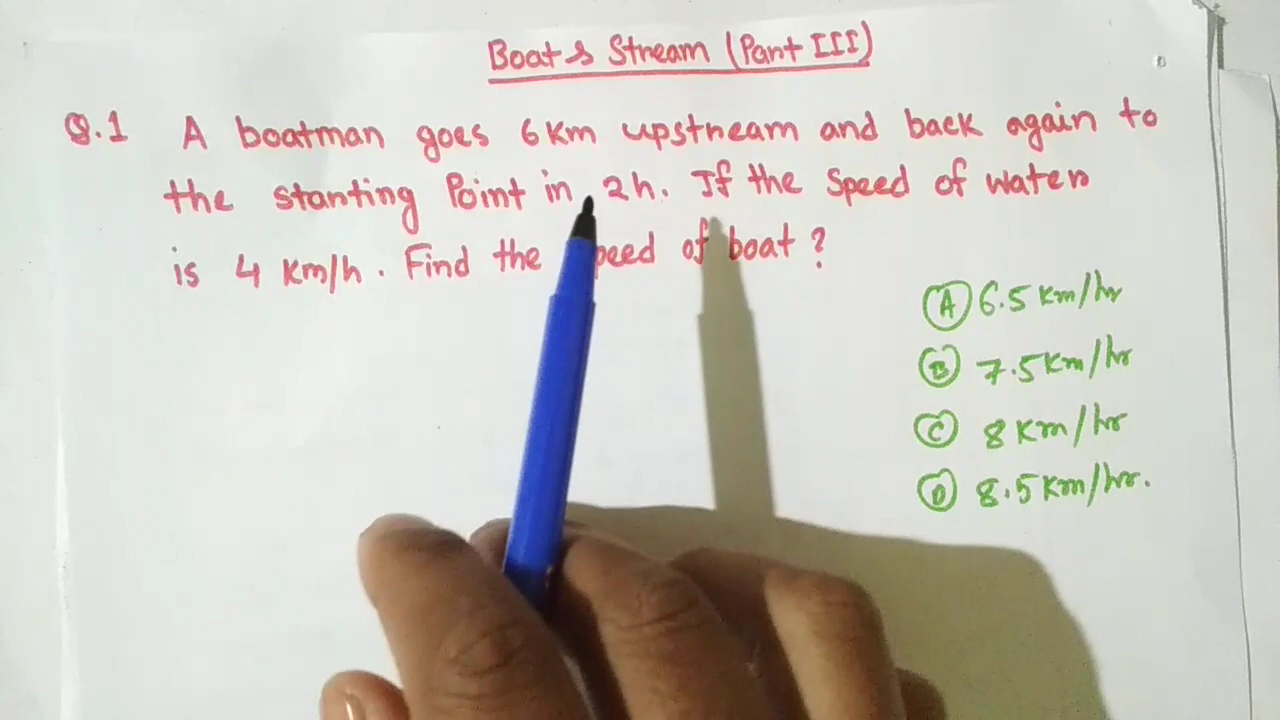 Boat & Stream (Part III)
Q.1 A boatman goes 6 Km upstream and back again to
the starting Point in 2h. If the Speed of water
is 4 Km/h. Find the speed of boat ?
(A) 6.5 Km/hr
(B) 7.5 Km/hr
(C) 8 Km/hr
(D) 8.5 Km/hr.